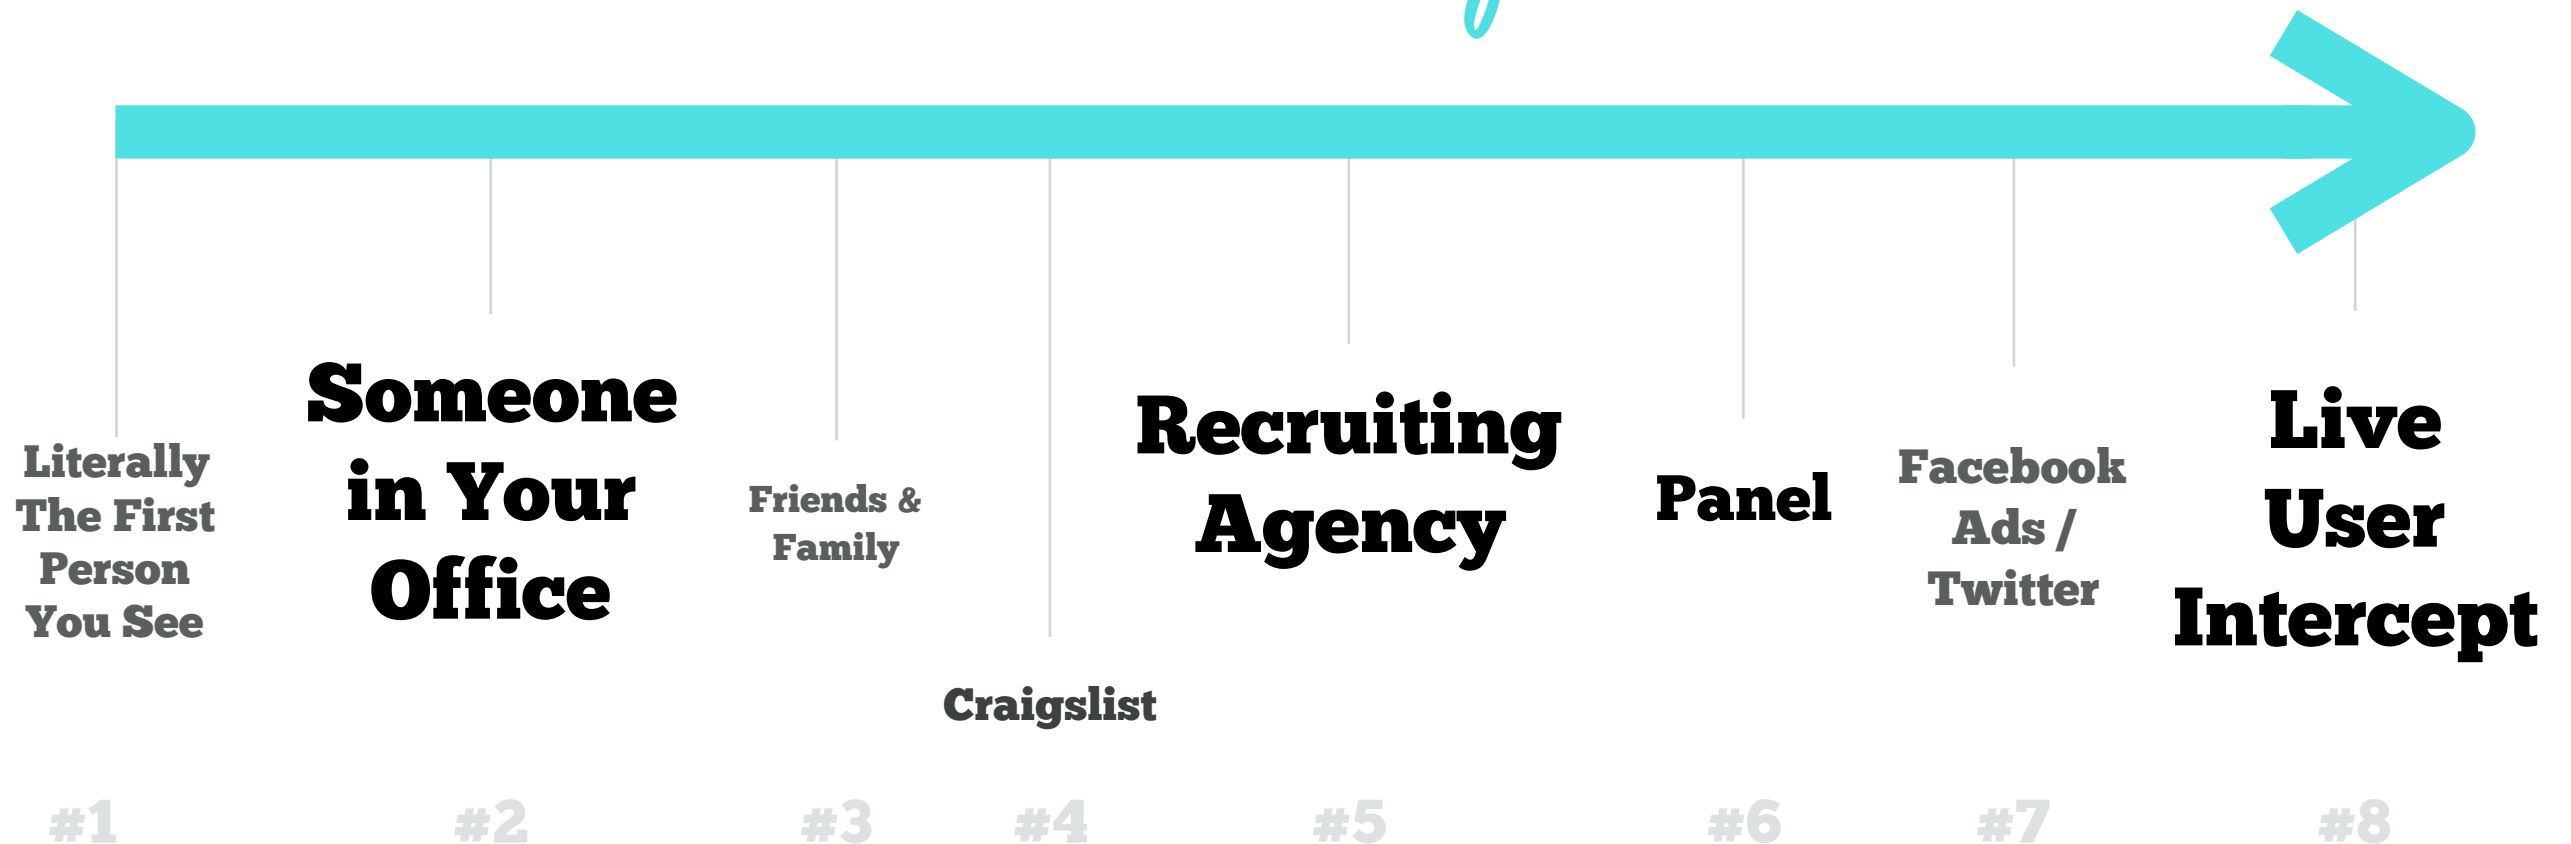 Literally
The First
Person
You See
Someone
in Your
Office
Friends &
Family
Craigslist
Recruiting
Agency
Panel
Facebook
Ads /
Twitter
Live
User
Intercept
#1
#2
#3
#4
#5
#6
#7
#8